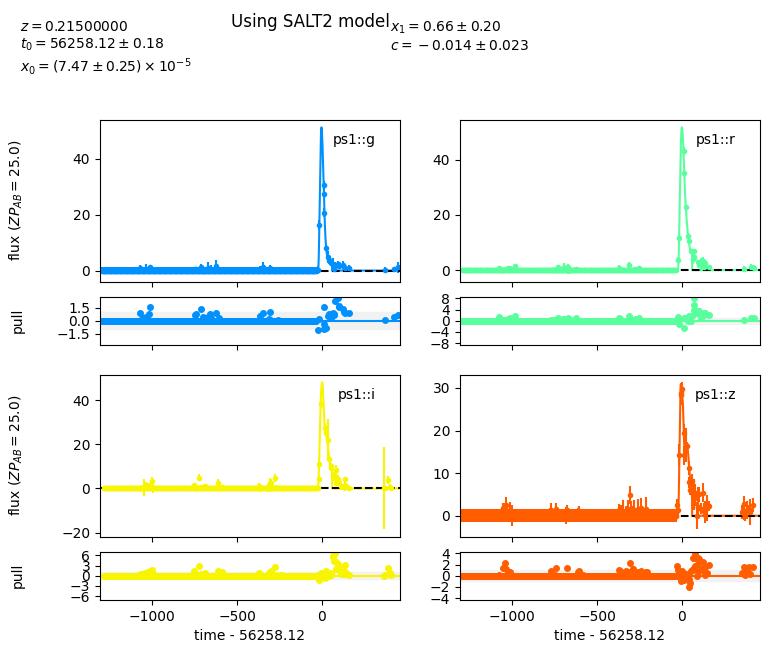 Using SALT2 model
z = 0.21500000
t0 = 56258.12 ± 0.18
x0 = (7.47 ± 0.25) × 10^−5
x1 = 0.66 ± 0.20
c = −0.014 ± 0.023
flux (ZP_AB = 25.0)
40
20
0
ps1::g
40
20
0
ps1::r
pull
1.5
0.0
−1.5
8
4
0
−4
−8
flux (ZP_AB = 25.0)
40
20
0
−20
ps1::i
30
20
10
0
ps1::z
pull
6
3
0
−3
−6
4
2
0
−2
−4
−1000 −500 0
−1000 −500 0
time - 56258.12
time - 56258.12